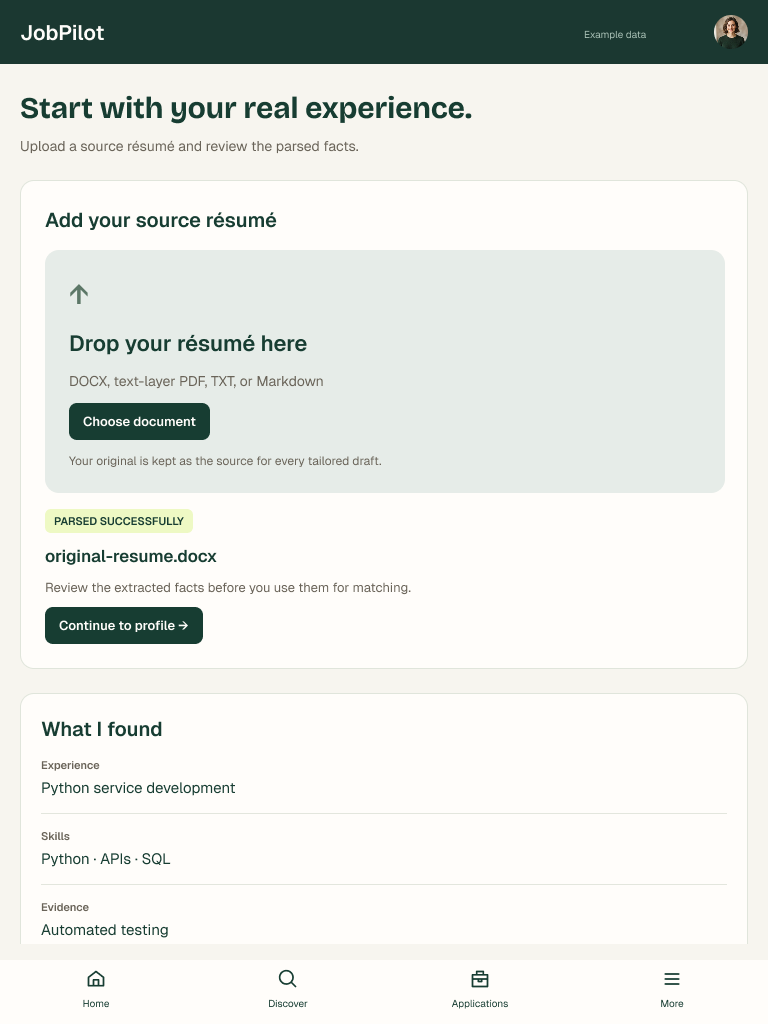 JobPilot
Example data
Start with your real experience.
Upload a source résumé and review the parsed facts.
Add your source résumé
Drop your résumé here
DOCX, text-layer PDF, TXT, or Markdown
Choose document
Your original is kept as the source for every tailored draft.
PARSED SUCCESSFULLY
original-resume.docx
Review the extracted facts before you use them for matching.
Continue to profile →
What I found
Experience
Python service development
Skills
Python · APIs · SQL
Evidence
Automated testing
Home
Discover
Applications
More